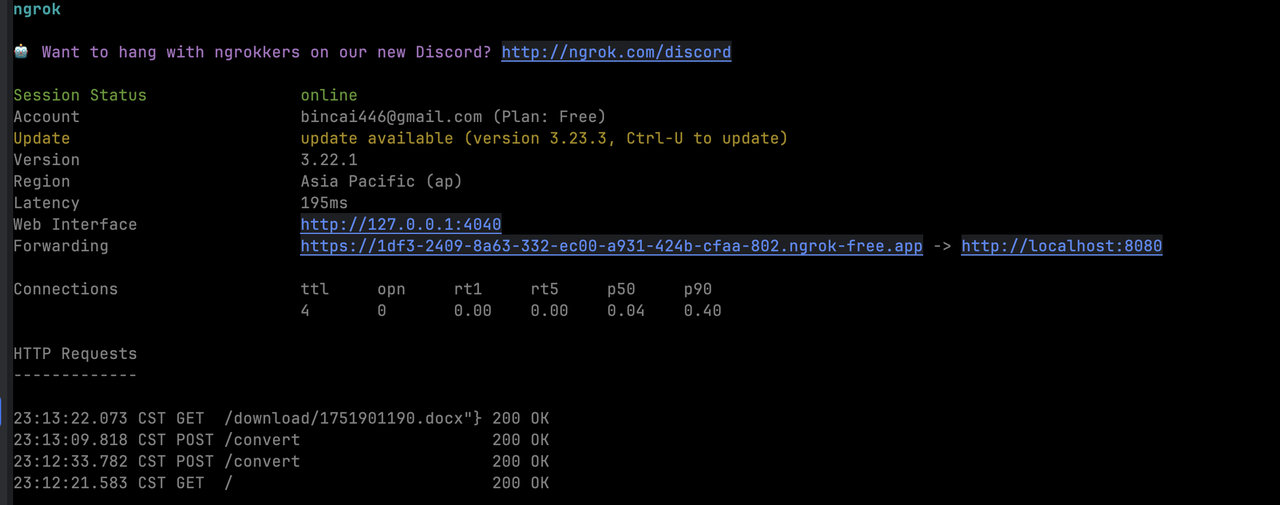 ngrok
🤖 Want to hang with ngrokkers on our new Discord? http://ngrok.com/discord
Session Status online
Account bincai446@gmail.com (Plan: Free)
Update update available (version 3.23.3, Ctrl-U to update)
Version 3.22.1
Region Asia Pacific (ap)
Latency 195ms
Web Interface http://127.0.0.1:4040
Forwarding https://1df3-2409-8a63-332-ec00-a931-424b-cfaa-802.ngrok-free.app -> http://localhost:8080
Connections ttl opn rt1 rt5 p50 p90
4 0 0.00 0.00 0.04 0.40
HTTP Requests
-------------
23:13:22.073 CST GET /download/1751901190.docx"} 200 OK
23:13:09.818 CST POST /convert 200 OK
23:12:33.782 CST POST /convert 200 OK
23:12:21.583 CST GET / 200 OK